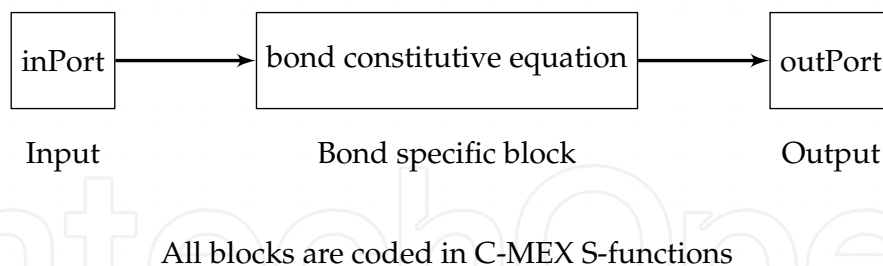 inPort bond constitutive equation outPort
Input Bond specific block Output
All blocks are coded in C-MEX S-functions